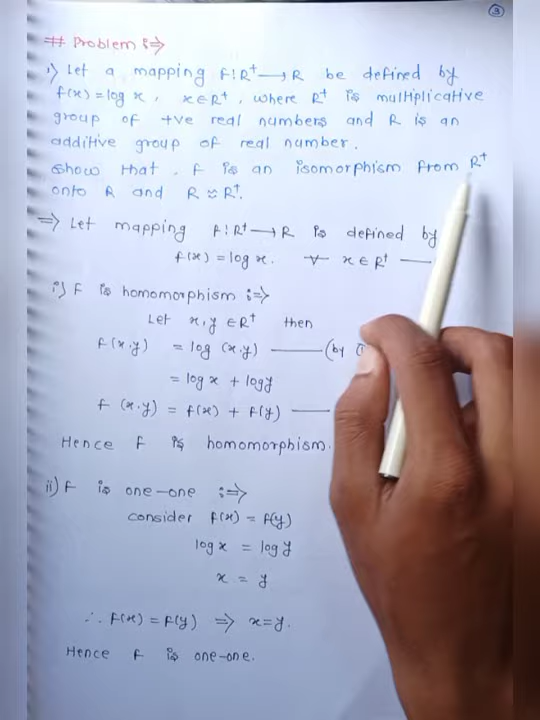 3
## Problem :⇒
1) Let a mapping f:R⁺→R be defined by
f(x)=log x, x∈R⁺, where R⁺ is multiplicative
group of +ve real numbers and R is an
additive group of real number.
show that, f is an isomorphism from R⁺
onto R and R ≈ R⁺.
⇒ Let mapping f:R⁺→R is defined by
f(x) = log x. ∀ x∈R⁺ —
i) f is homomorphism :⇒
Let x,y ∈R⁺ then
f(x.y) = log (x.y) — (by
= log x + log y
f (x.y) = f(x) + f(y) —
Hence f is homomorphism.
ii) f is one-one :⇒
consider f(x) = f(y)
log x = log y
x = y
∴ f(x) = f(y) ⇒ x=y.
Hence f is one-one.